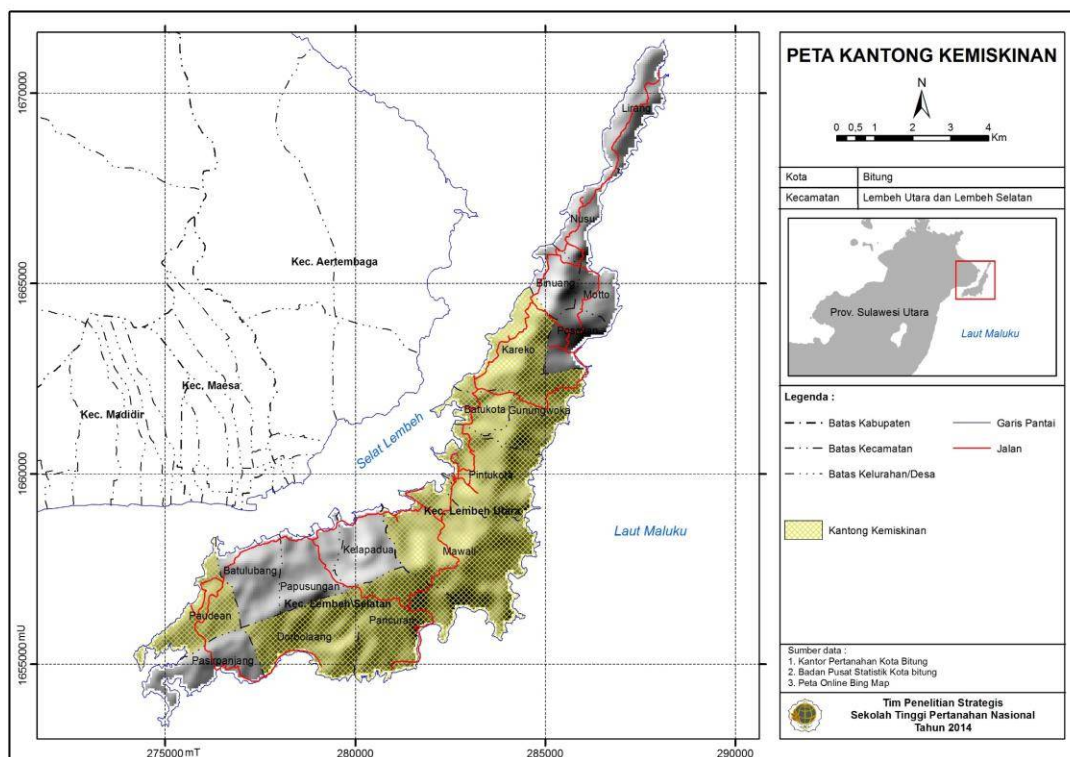 PETA KANTONG KEMISKINAN
N
0 0,5 1 2 3 4
Km
Kota Bitung
Kecamatan Lembeh Utara dan Lembeh Selatan
Prov. Sulawesi Utara
Laut Maluku
Legenda :
Batas Kabupaten
Garis Pantai
Batas Kecamatan
Jalan
Batas Kelurahan/Desa
Kantong Kemiskinan
Sumber data :
1. Kantor Pertanahan Kota Bitung
2. Badan Pusat Statistik Kota bitung
3. Peta Online Bing Map
Tim Penelitian Strategis
Sekolah Tinggi Pertanahan Nasional
Tahun 2014
1670000
1665000
1660000
1655000 mU
275000 mT
280000
285000
290000
Lirang
Nusu
Kec. Aertembaga
Binuang
Motto
Kareko
Kec. Maesa
Kec. Madidir
Batukota
Gunungwoka
Selat Lembeh
Pintukota
Kec. Lembeh Utara
Laut Maluku
Kelapadua
Mawali
Batulubang
Papusungan
Kec. Lembeh Selatan
Paudean
Pancuran
Dorbolaang
Pasirpanjang